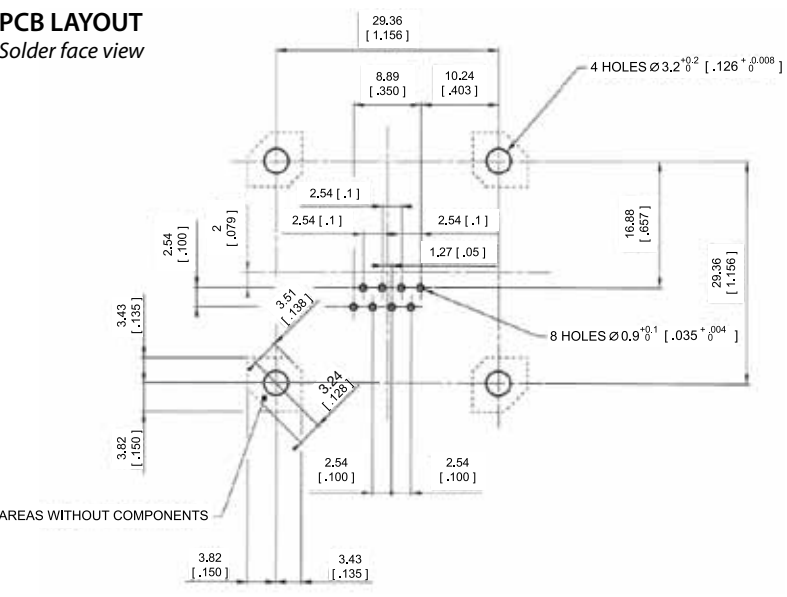 PCB LAYOUT
Solder face view
29.36
[ 1.156 ]
8.89
[ .350 ]
10.24
[ .403 ]
4 HOLES Ø 3.2 +0.2 0 [ .126 + 0.008 0 ]
2.54 [ .1 ]
2.54 [ .1 ]
2.54 [ .1 ]
1.27 [ .05 ]
2.54
[ .100 ]
2
[ .079 ]
16.88
[ .657 ]
29.36
[ 1.156 ]
3.43
[ .135 ]
3.51
[ .138 ]
8 HOLES Ø 0.9 +0.1 0 [ .035 + .004 0 ]
3.24
[ .128 ]
3.82
[ .150 ]
2.54
[ .100 ]
2.54
[ .100 ]
AREAS WITHOUT COMPONENTS
3.82
[ .150 ]
3.43
[ .135 ]